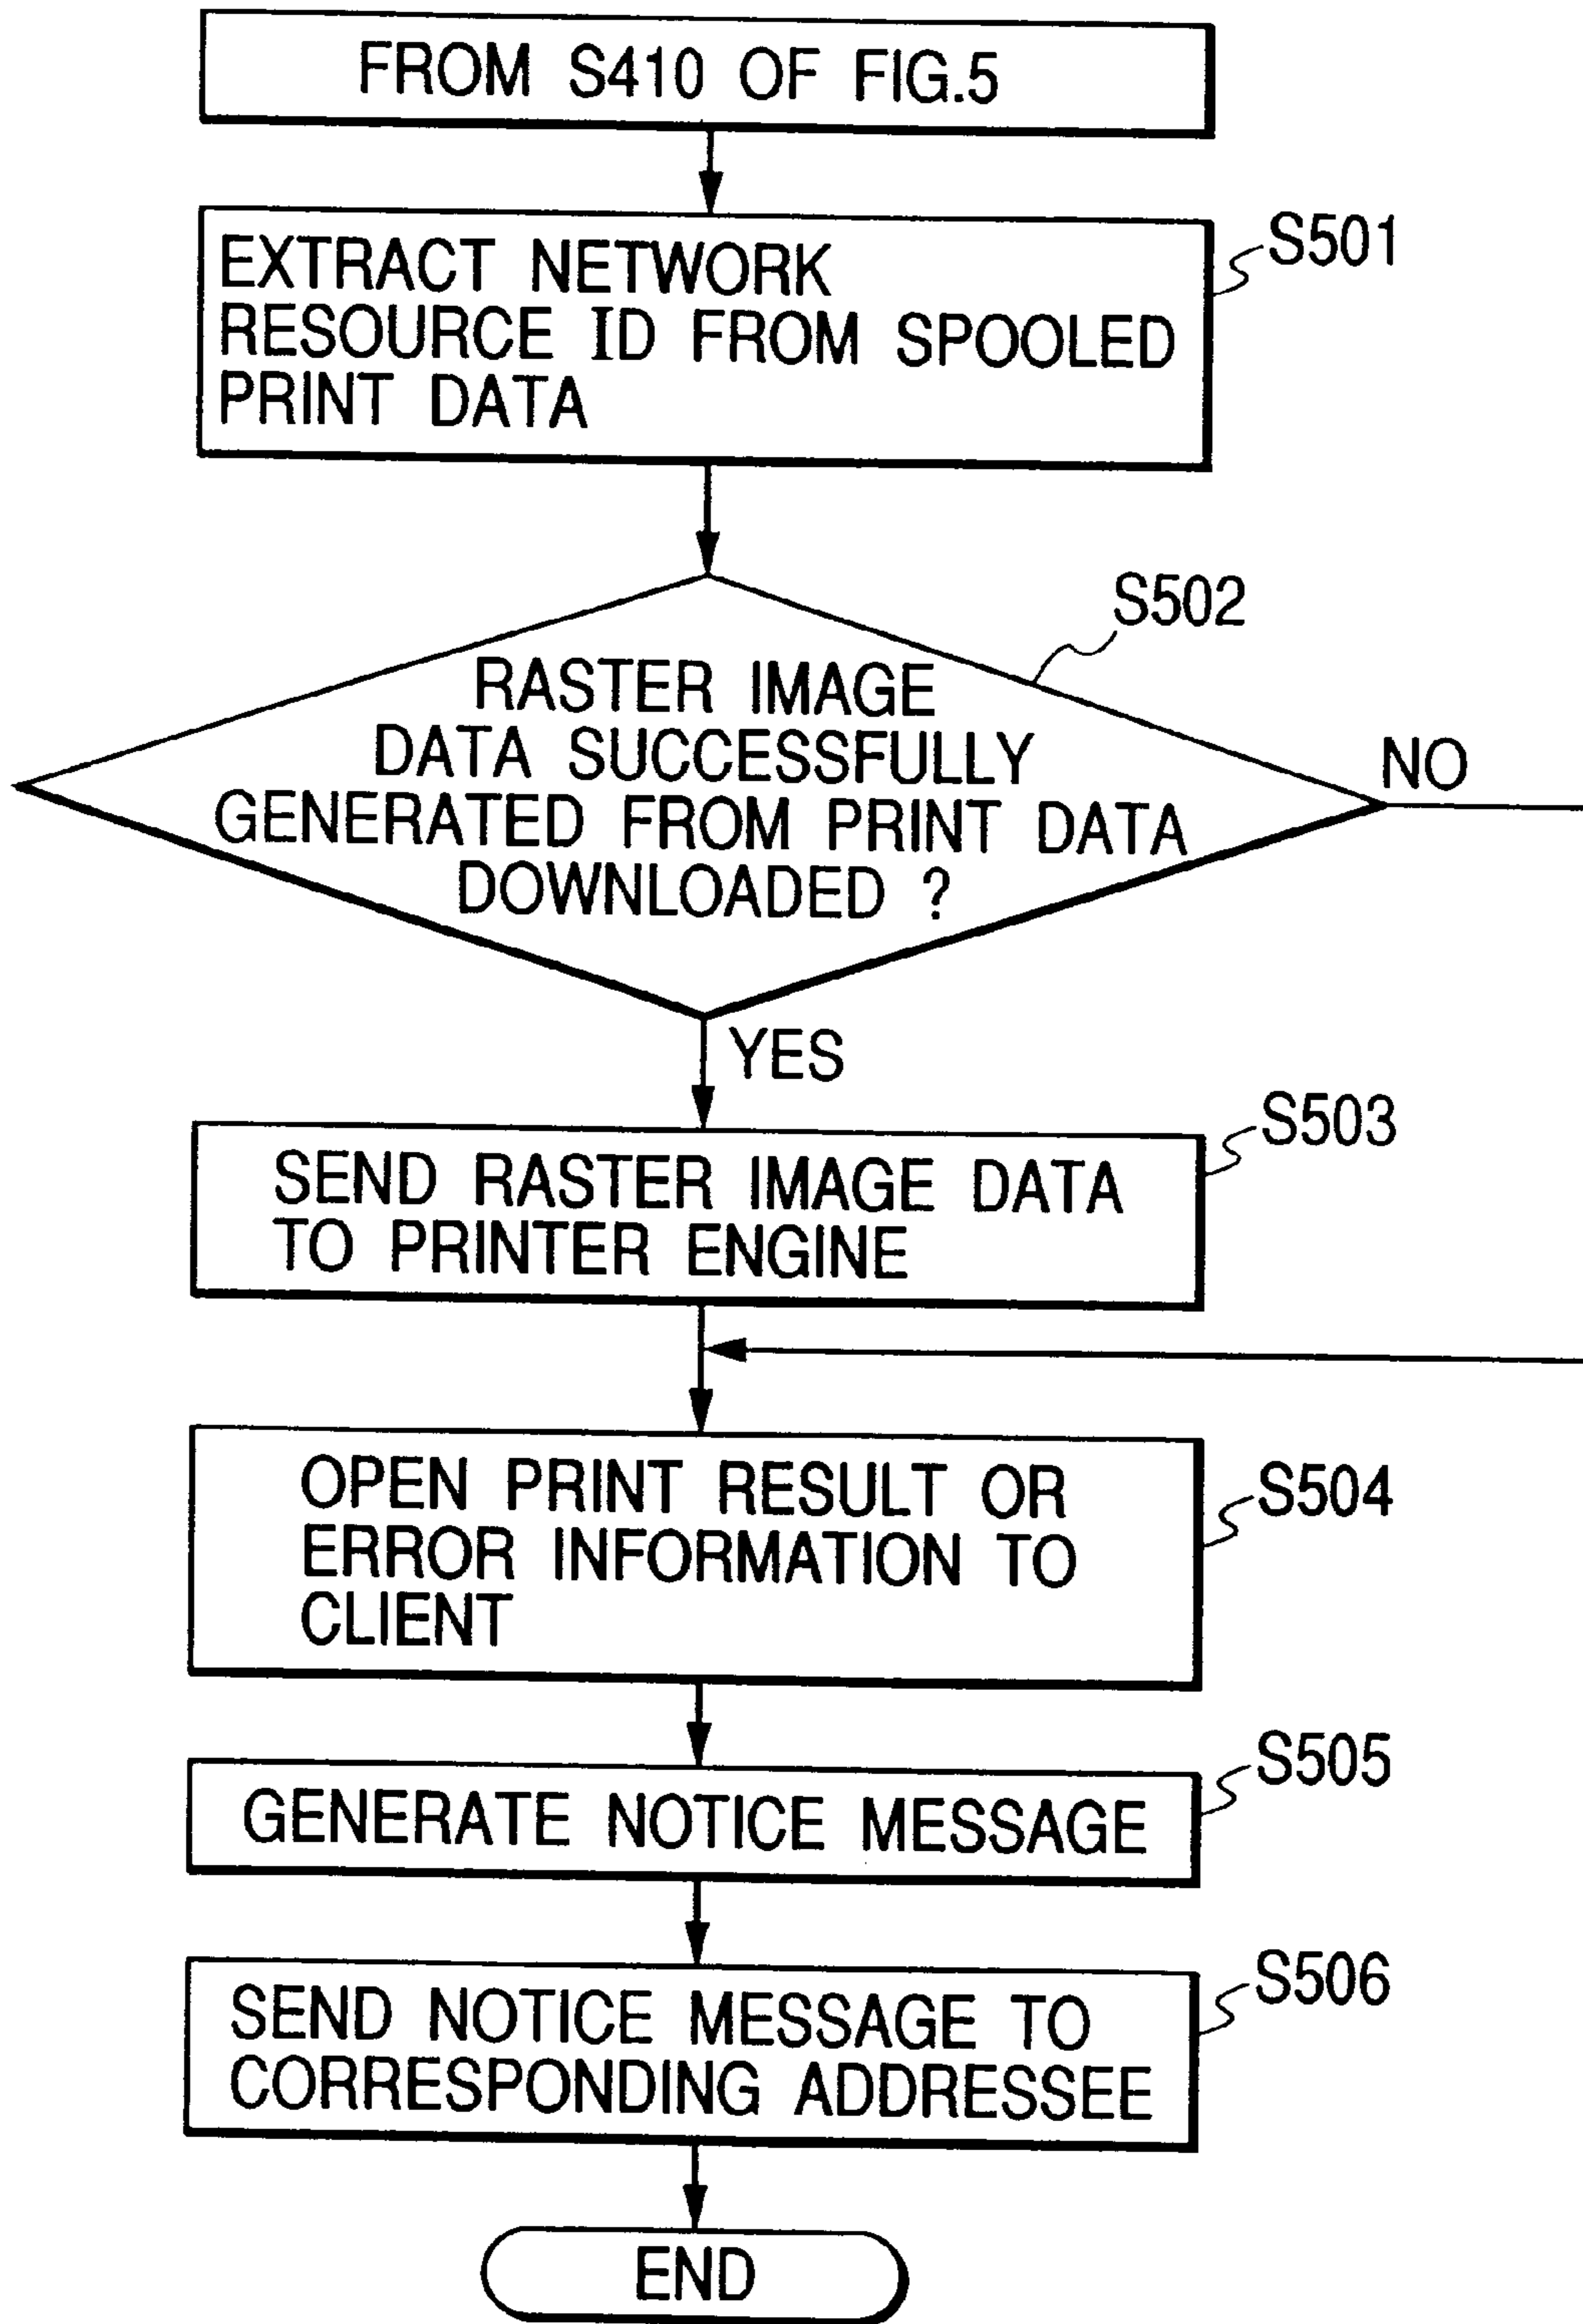 FROM S410 OF FIG.5
EXTRACT NETWORK
RESOURCE ID FROM SPOOLED
PRINT DATA
S501
S502
RASTER IMAGE
DATA SUCCESSFULLY
GENERATED FROM PRINT DATA
DOWNLOADED ?
NO
YES
SEND RASTER IMAGE DATA
TO PRINTER ENGINE
S503
OPEN PRINT RESULT OR
ERROR INFORMATION TO
CLIENT
S504
GENERATE NOTICE MESSAGE
S505
SEND NOTICE MESSAGE TO
CORRESPONDING ADDRESSEE
S506
END